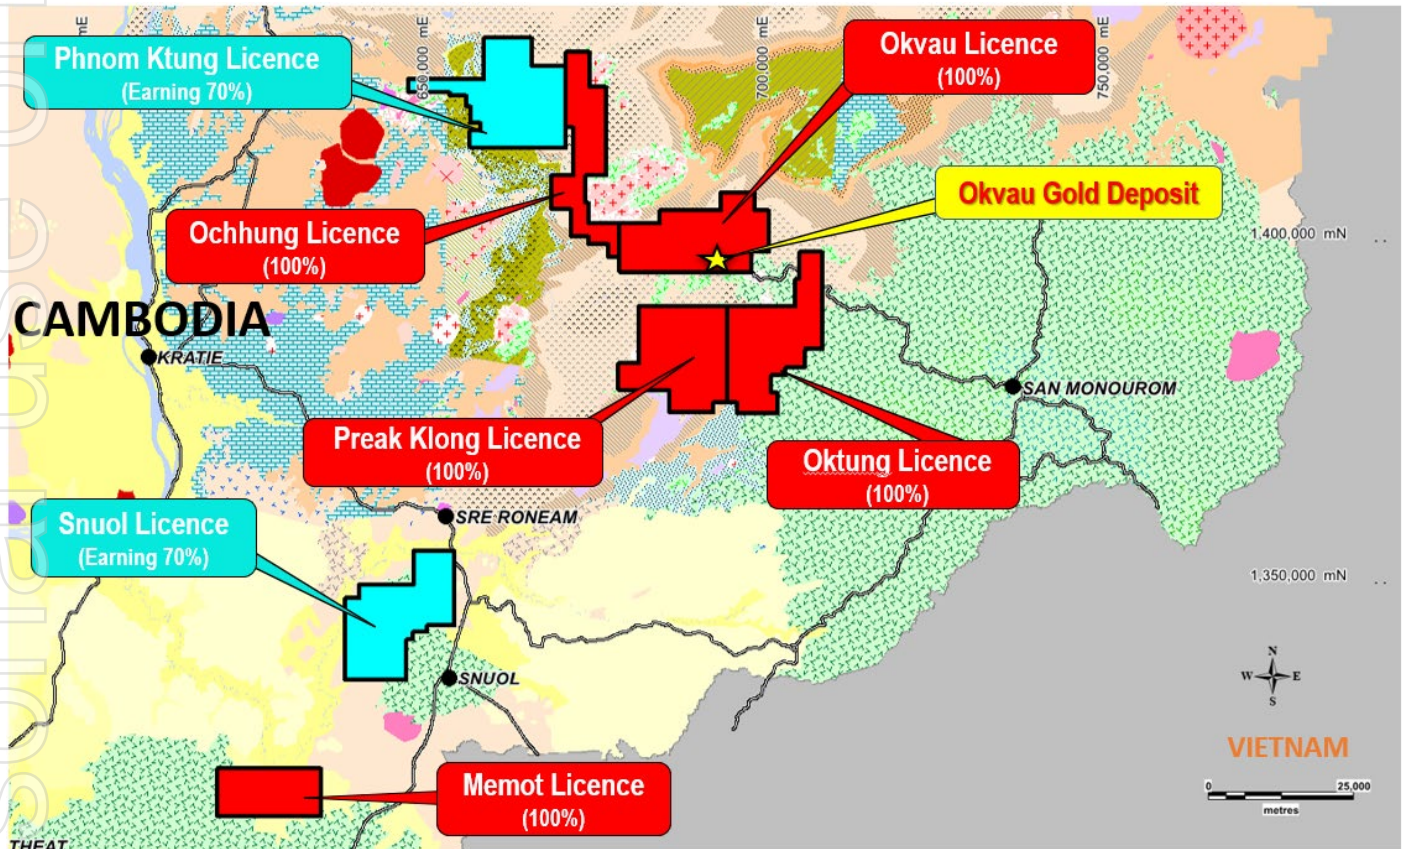 mE
650,000 mE
700,000 mE
750,000 mE
Phnom Ktung Licence
(Earning 70%)
Okvau Licence
(100%)
Okvau Gold Deposit
Ochhung Licence
(100%)
1,400,000 mN
CAMBODIA
KRATIE
SAN MONOUROM
Preak Klong Licence
(100%)
Oktung Licence
(100%)
Snuol Licence
(Earning 70%)
SRE RONEAM
1,350,000 mN
SNUOL
N
W E
S
VIETNAM
0 25,000
metres
Memot Licence
(100%)
THEAT